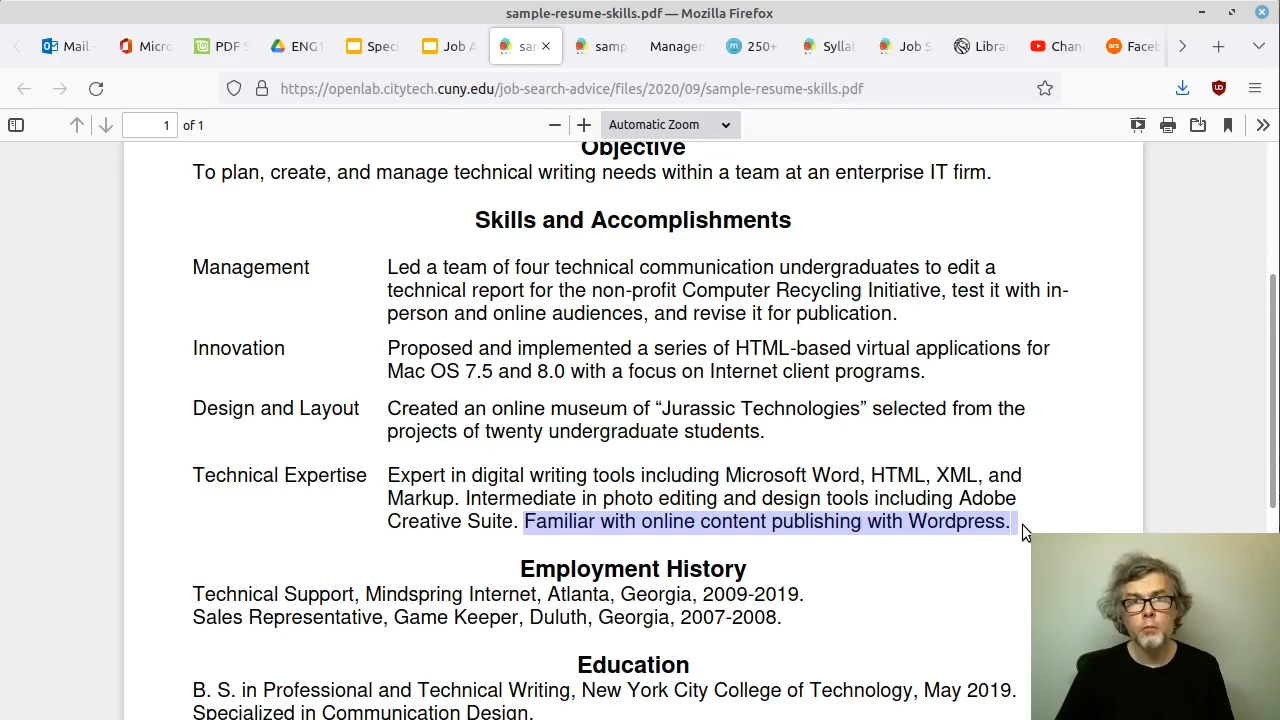 sample-resume-skills.pdf — Mozilla Firefox
Mail
Micro
PDF S
ENG1
Speci
Job A
sam
samp
Managem
250+
Syllab
Job S
Librar
Chan
Faceb
https://openlab.citytech.cuny.edu/job-search-advice/files/2020/09/sample-resume-skills.pdf
1 of 1
Automatic Zoom
Objective
To plan, create, and manage technical writing needs within a team at an enterprise IT firm.
Skills and Accomplishments
Management Led a team of four technical communication undergraduates to edit a
technical report for the non-profit Computer Recycling Initiative, test it with in-
person and online audiences, and revise it for publication.
Innovation Proposed and implemented a series of HTML-based virtual applications for
Mac OS 7.5 and 8.0 with a focus on Internet client programs.
Design and Layout Created an online museum of “Jurassic Technologies” selected from the
projects of twenty undergraduate students.
Technical Expertise Expert in digital writing tools including Microsoft Word, HTML, XML, and
Markup. Intermediate in photo editing and design tools including Adobe
Creative Suite. Familiar with online content publishing with Wordpress.
Employment History
Technical Support, Mindspring Internet, Atlanta, Georgia, 2009-2019.
Sales Representative, Game Keeper, Duluth, Georgia, 2007-2008.
Education
B. S. in Professional and Technical Writing, New York City College of Technology, May 2019.
Specialized in Communication Design.